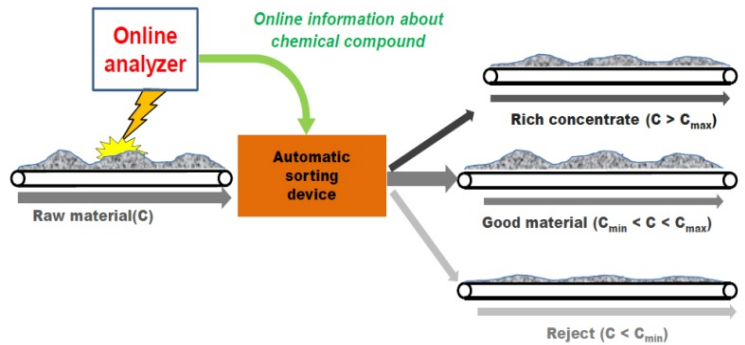 Online
analyzer
Online information about
chemical compound
Automatic
sorting
device
Raw material(C)
Rich concentrate (C > Cmax)
Good material (Cmin < C < Cmax)
Reject (C < Cmin)